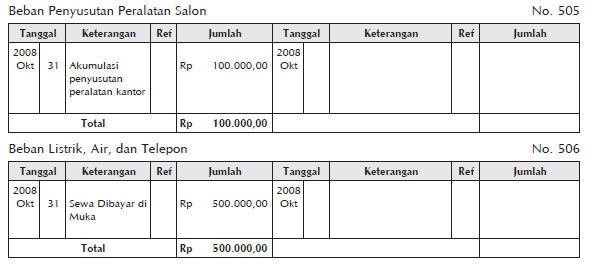 Beban Penyusutan Peralatan Salon No. 505
Tanggal Keterangan Ref Jumlah Tanggal Keterangan Ref Jumlah
2008 2008
Okt 31 Akumulasi Rp 100.000,00 Okt
penyusutan
peralatan kantor
Total Rp 100.000,00
Beban Listrik, Air, dan Telepon No. 506
Tanggal Keterangan Ref Jumlah Tanggal Keterangan Ref Jumlah
2008 2008
Okt 31 Sewa Dibayar di Rp 500.000,00 Okt
Muka
Total Rp 500.000,00